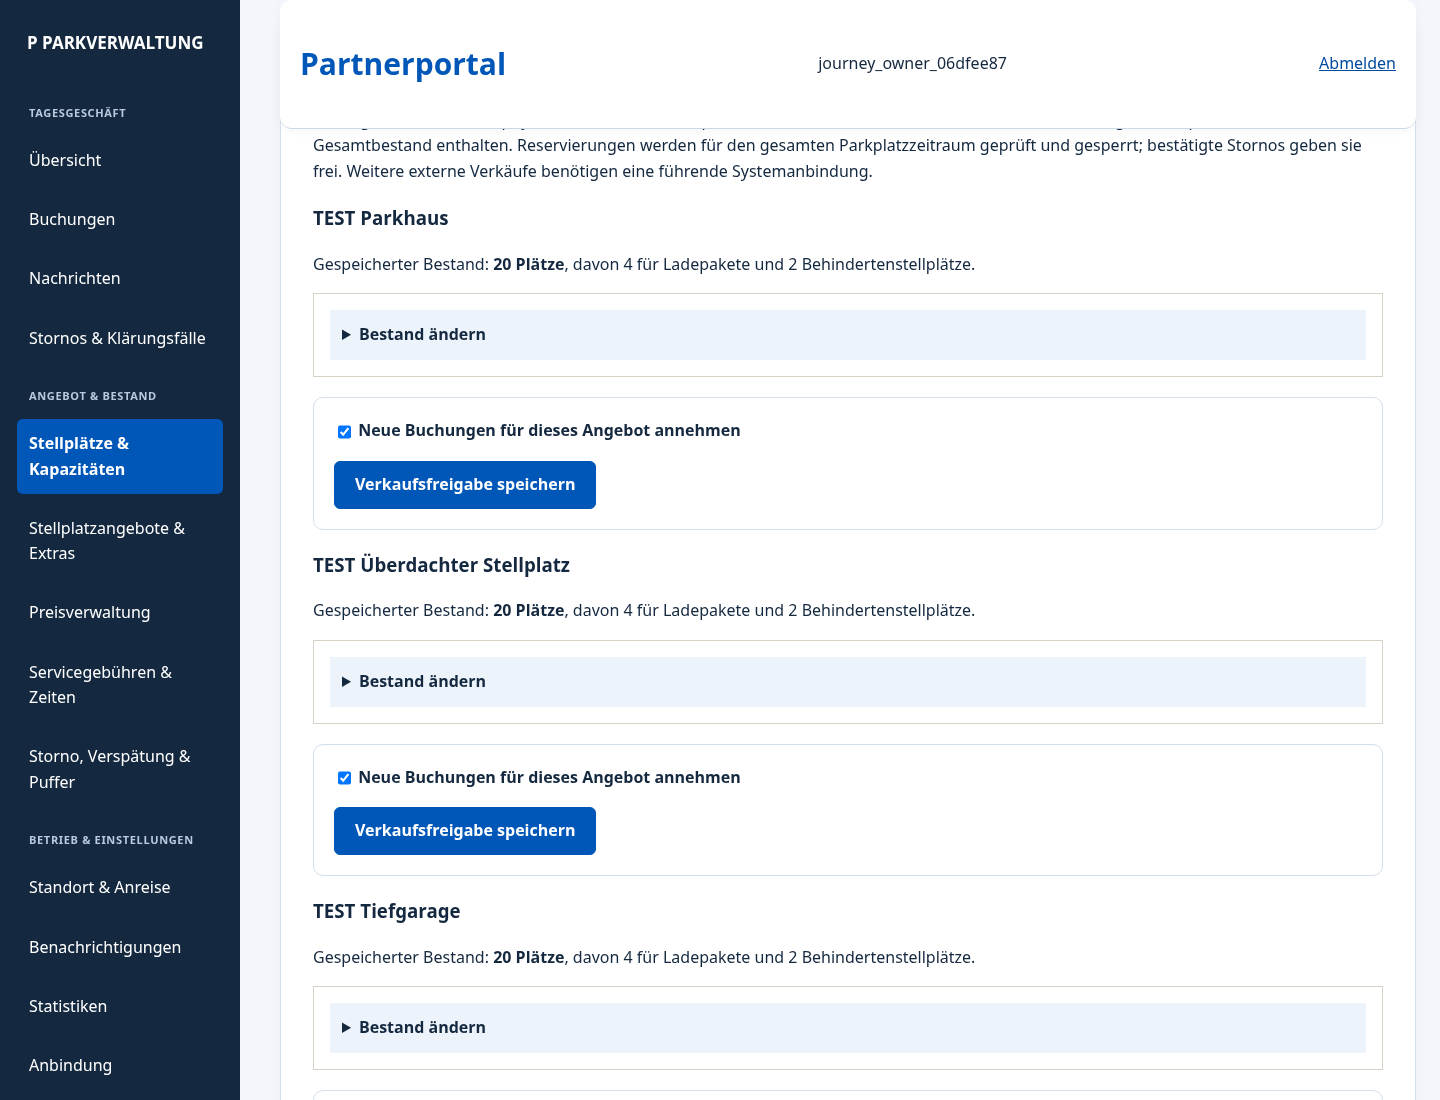 P PARKVERWALTUNG
TAGESGESCHÄFT
Übersicht
Buchungen
Nachrichten
Stornos & Klärungsfälle
ANGEBOT & BESTAND
Stellplätze &
Kapazitäten
Stellplatzangebote &
Extras
Preisverwaltung
Servicegebühren &
Zeiten
Storno, Verspätung &
Puffer
BETRIEB & EINSTELLUNGEN
Standort & Anreise
Benachrichtigungen
Statistiken
Anbindung
Partnerportal
journey_owner_06dfee87
Abmelden
Gesamtbestand enthalten. Reservierungen werden für den gesamten Parkplatzzeitraum geprüft und gesperrt; bestätigte Stornos geben sie
frei. Weitere externe Verkäufe benötigen eine führende Systemanbindung.
TEST Parkhaus
Gespeicherter Bestand: 20 Plätze, davon 4 für Ladepakete und 2 Behindertenstellplätze.
Bestand ändern
Neue Buchungen für dieses Angebot annehmen
Verkaufsfreigabe speichern
TEST Überdachter Stellplatz
Gespeicherter Bestand: 20 Plätze, davon 4 für Ladepakete und 2 Behindertenstellplätze.
Bestand ändern
Neue Buchungen für dieses Angebot annehmen
Verkaufsfreigabe speichern
TEST Tiefgarage
Gespeicherter Bestand: 20 Plätze, davon 4 für Ladepakete und 2 Behindertenstellplätze.
Bestand ändern